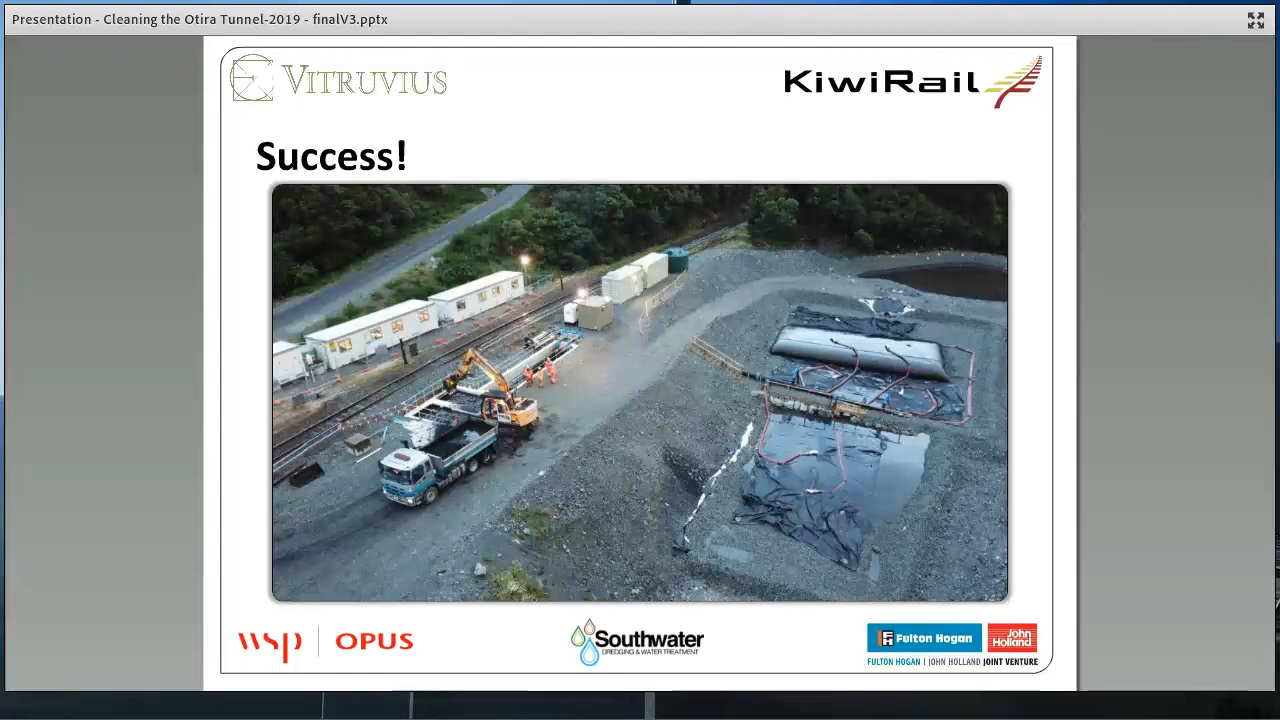 Presentation - Cleaning the Otira Tunnel-2019 - finalV3.pptx
VITRUVIUS
KiwiRail
Success!
wsp | OPUS
Southwater
DREDGING & WATER TREATMENT
Fulton Hogan
John
Holland
FULTON HOGAN | JOHN HOLLAND JOINT VENTURE